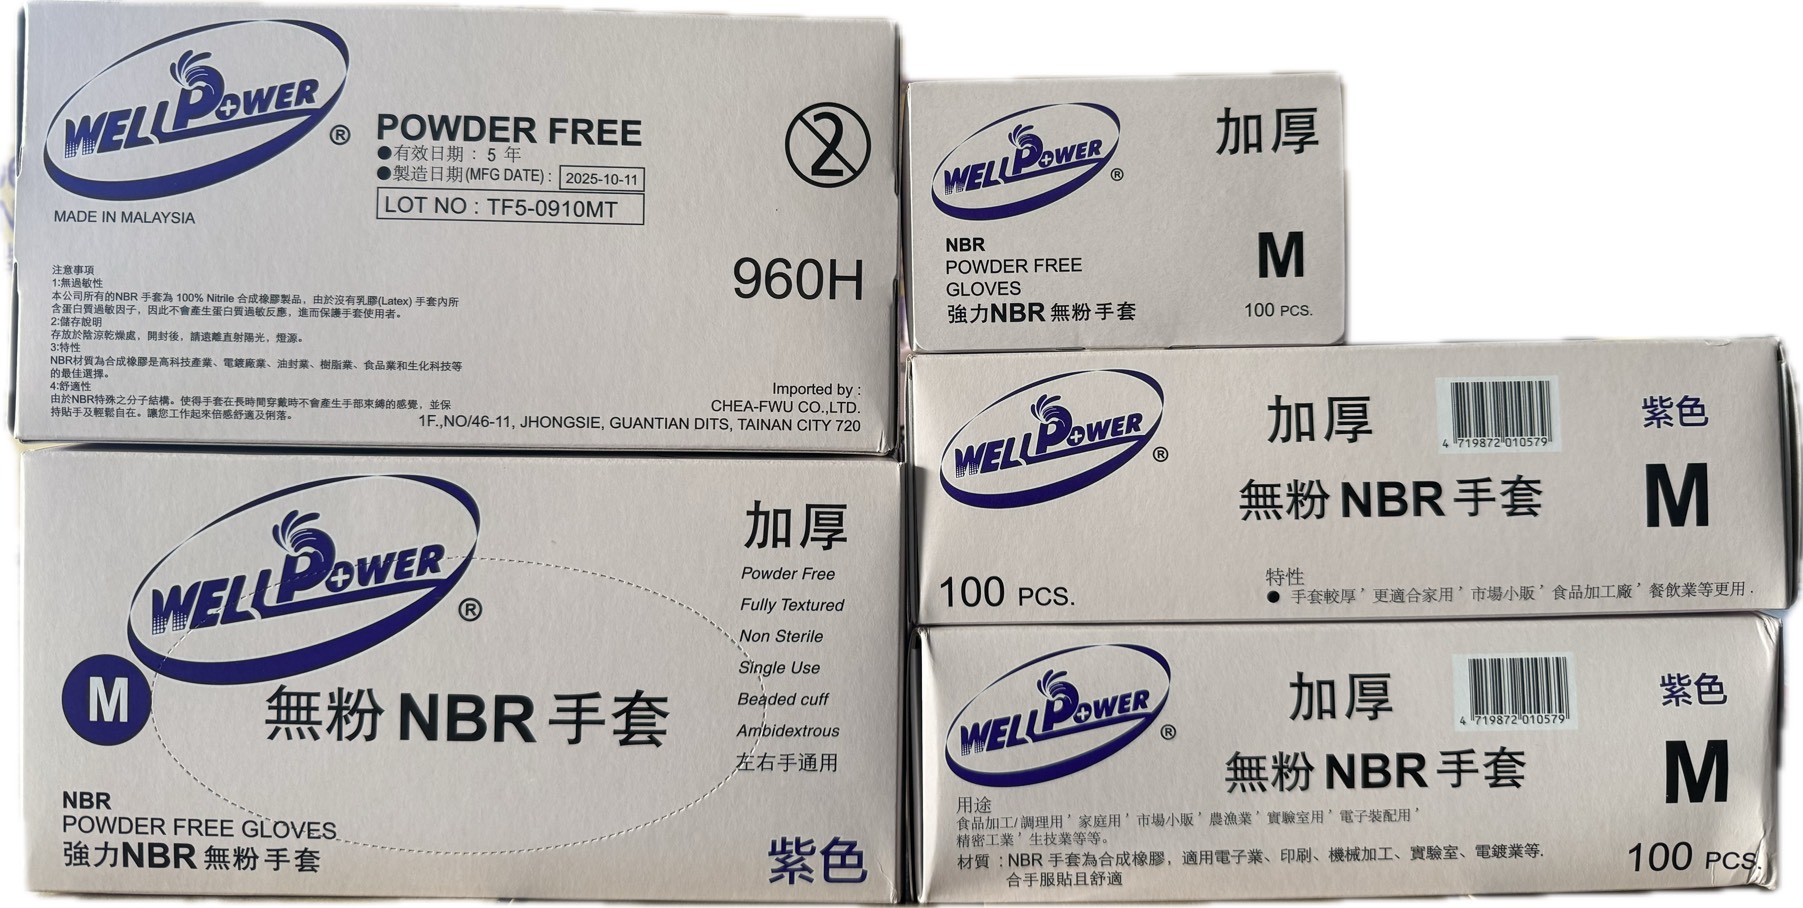 WELLPOWER ®
MADE IN MALAYSIA
POWDER FREE
●有效日期：5 年
●製造日期(MFG DATE)：2025-10-11
LOT NO：TF5-0910MT
2
960H
注意事項
1:無過敏性
本公司所有的NBR 手套為 100% Nitrile 合成橡膠製品，由於沒有乳膠(Latex) 手套內所
含蛋白質過敏因子，因此不會產生蛋白質過敏反應，進而保護手套使用者。
2:儲存說明
存放於陰涼乾燥處，開封後，請遠離直射陽光，燈源。
3:特性
NBR材質為合成橡膠是高科技產業、電鍍廠業、油封業、樹脂業、食品業和生化科技等
的最佳選擇。
4:舒適性
由於NBR特殊之分子結構。使得手套在長時間穿戴時不會產生手部束縛的感覺，並保
持貼手及輕鬆自在。讓您工作起來倍感舒適及俐落。
Imported by :
CHEA-FWU CO.,LTD.
1F.,NO/46-11, JHONGSIE, GUANTIAN DITS, TAINAN CITY 720
WELLPOWER ®
加厚
M
NBR
POWDER FREE
GLOVES
強力NBR 無粉手套
100 PCS.
WELLPOWER ®
加厚
4 719872 010579
紫色
無粉 NBR 手套
M
100 PCS.
特性
● 手套較厚，更適合家用，市場小販，食品加工廠，餐飲業等更用.
WELLPOWER ®
加厚
Powder Free
Fully Textured
Non Sterile
Single Use
Beaded cuff
Ambidextrous
左右手通用
M
無粉 NBR 手套
NBR
POWDER FREE GLOVES
強力NBR 無粉手套
紫色
WELLPOWER ®
加厚
4 719872 010579
紫色
無粉 NBR 手套
M
用途
食品加工/調理用，家庭用，市場小販，農漁業，實驗室用，電子裝配用，
精密工業，生技業等等。
材質：NBR 手套為合成橡膠，適用電子業、印刷、機械加工、實驗室、電鍍業等.
合手服貼且舒適
100 PCS.